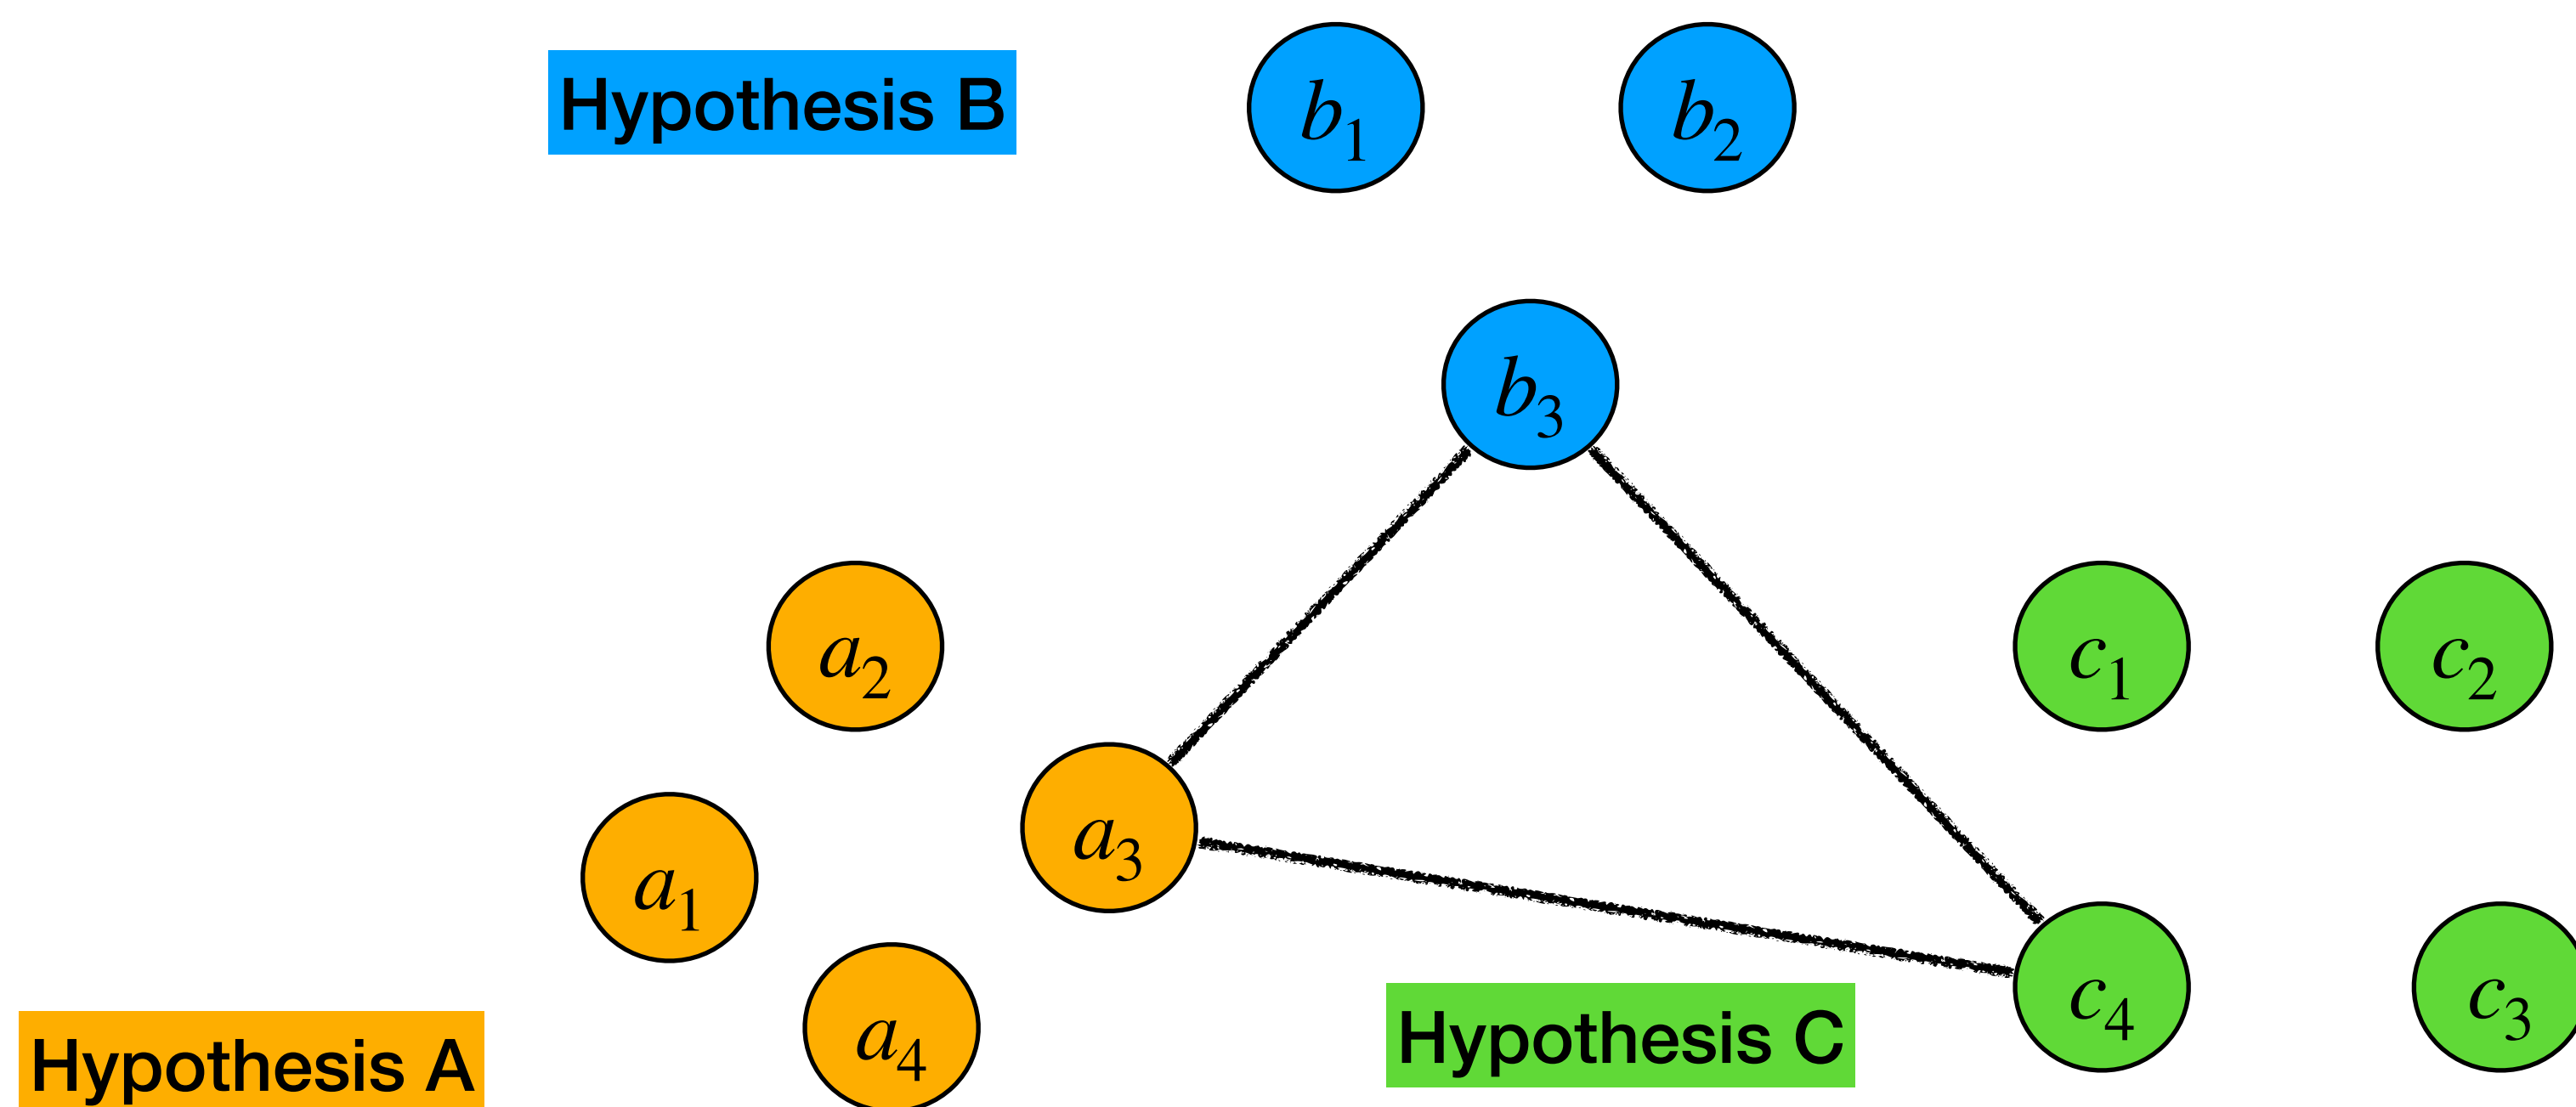 Hypothesis B
b₁
b₂
b₃
a₂
c₁
c₂
a₃
a₁
c₄
c₃
a₄
Hypothesis C
Hypothesis A